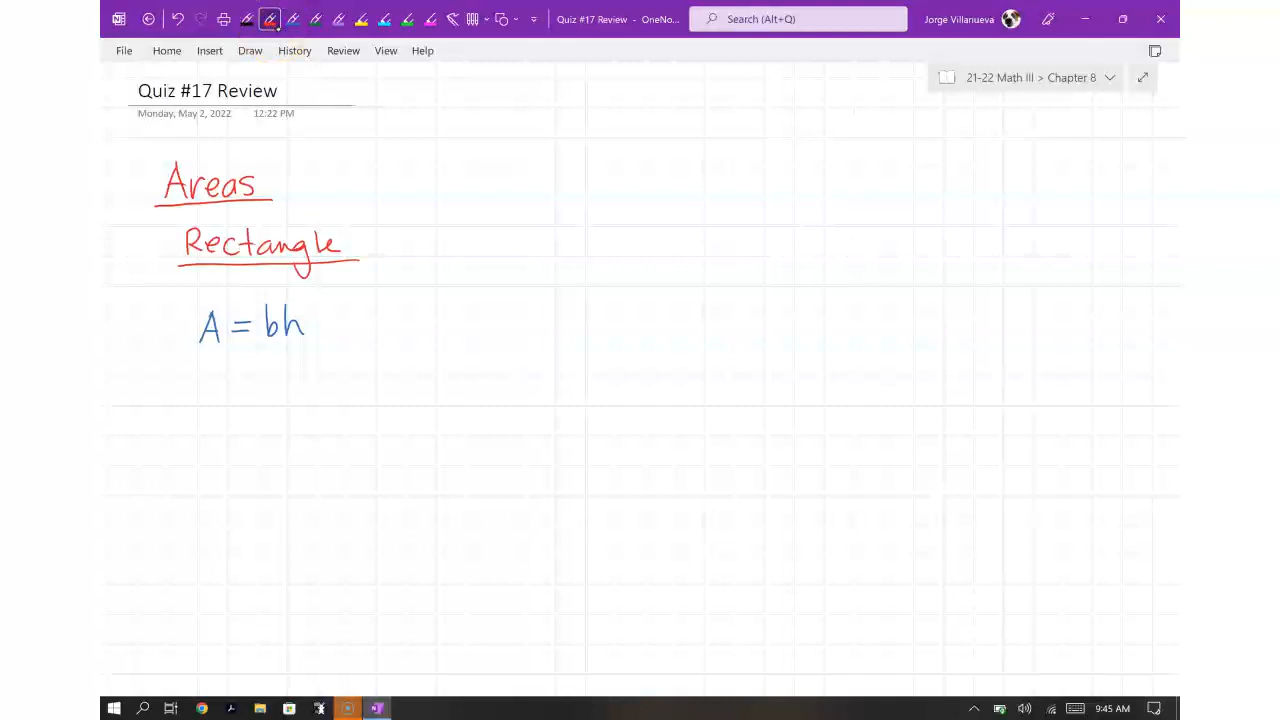 Quiz #17 Review - OneNo...
Search (Alt+Q)
Jorge Villanueva
File Home Insert Draw History Review View Help
21-22 Math III > Chapter 8
Quiz #17 Review
Monday, May 2, 2022 12:22 PM
Areas
Rectangle
A = bh
9:45 AM